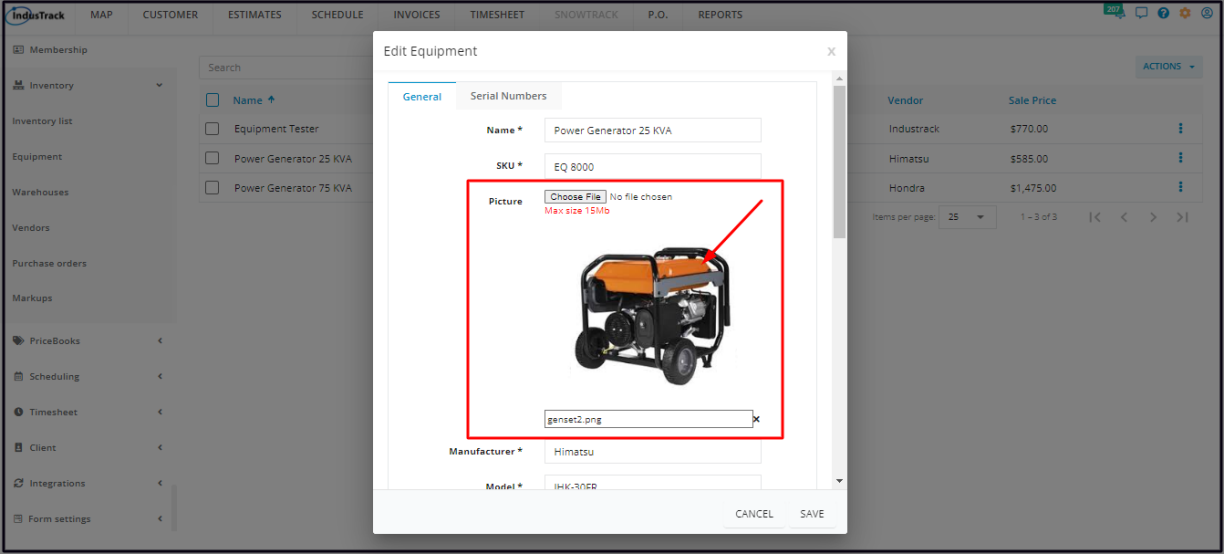 IndusTrack MAP CUSTOMER ESTIMATES SCHEDULE INVOICES TIMESHEET SNOWTRACK P.O. REPORTS 207
Membership
Inventory
Inventory list
Equipment
Warehouses
Vendors
Purchase orders
Markups
PriceBooks
Scheduling
Timesheet
Client
Integrations
Form settings
Search
ACTIONS
Name Vendor Sale Price
Equipment Tester Industrack $770.00
Power Generator 25 KVA Himatsu $585.00
Power Generator 75 KVA Hondra $1,475.00
Items per page: 25 1 – 3 of 3
Edit Equipment x
General Serial Numbers
Name * Power Generator 25 KVA
SKU * EQ 8000
Picture Choose File No file chosen
Max size 15Mb
genset2.png
Manufacturer * Himatsu
Model * JHK-30FR
CANCEL SAVE